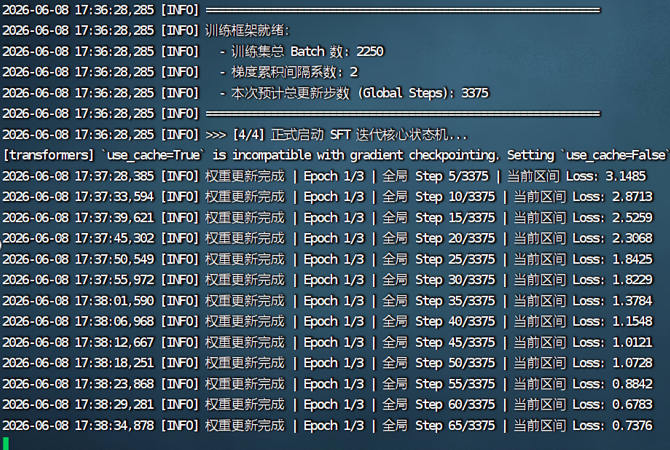 2026-06-08 17:36:28,285 [INFO] ============================================================
2026-06-08 17:36:28,285 [INFO] 训练框架就绪:
2026-06-08 17:36:28,285 [INFO]   - 训练集总 Batch 数: 2250
2026-06-08 17:36:28,285 [INFO]   - 梯度累积间隔系数: 2
2026-06-08 17:36:28,285 [INFO]   - 本次预计总更新步数 (Global Steps): 3375
2026-06-08 17:36:28,285 [INFO] ============================================================
2026-06-08 17:36:28,285 [INFO] >>> [4/4] 正式启动 SFT 迭代核心状态机...
[transformers] `use_cache=True` is incompatible with gradient checkpointing. Setting `use_cache=False`
2026-06-08 17:37:28,385 [INFO] 权重更新完成 | Epoch 1/3 | 全局 Step 5/3375 | 当前区间 Loss: 3.1485
2026-06-08 17:37:33,594 [INFO] 权重更新完成 | Epoch 1/3 | 全局 Step 10/3375 | 当前区间 Loss: 2.8713
2026-06-08 17:37:39,621 [INFO] 权重更新完成 | Epoch 1/3 | 全局 Step 15/3375 | 当前区间 Loss: 2.5259
2026-06-08 17:37:45,302 [INFO] 权重更新完成 | Epoch 1/3 | 全局 Step 20/3375 | 当前区间 Loss: 2.3068
2026-06-08 17:37:50,549 [INFO] 权重更新完成 | Epoch 1/3 | 全局 Step 25/3375 | 当前区间 Loss: 1.8425
2026-06-08 17:37:55,972 [INFO] 权重更新完成 | Epoch 1/3 | 全局 Step 30/3375 | 当前区间 Loss: 1.8229
2026-06-08 17:38:01,590 [INFO] 权重更新完成 | Epoch 1/3 | 全局 Step 35/3375 | 当前区间 Loss: 1.3784
2026-06-08 17:38:06,968 [INFO] 权重更新完成 | Epoch 1/3 | 全局 Step 40/3375 | 当前区间 Loss: 1.1548
2026-06-08 17:38:12,667 [INFO] 权重更新完成 | Epoch 1/3 | 全局 Step 45/3375 | 当前区间 Loss: 1.0121
2026-06-08 17:38:18,251 [INFO] 权重更新完成 | Epoch 1/3 | 全局 Step 50/3375 | 当前区间 Loss: 1.0728
2026-06-08 17:38:23,868 [INFO] 权重更新完成 | Epoch 1/3 | 全局 Step 55/3375 | 当前区间 Loss: 0.8842
2026-06-08 17:38:29,281 [INFO] 权重更新完成 | Epoch 1/3 | 全局 Step 60/3375 | 当前区间 Loss: 0.6783
2026-06-08 17:38:34,878 [INFO] 权重更新完成 | Epoch 1/3 | 全局 Step 65/3375 | 当前区间 Loss: 0.7376